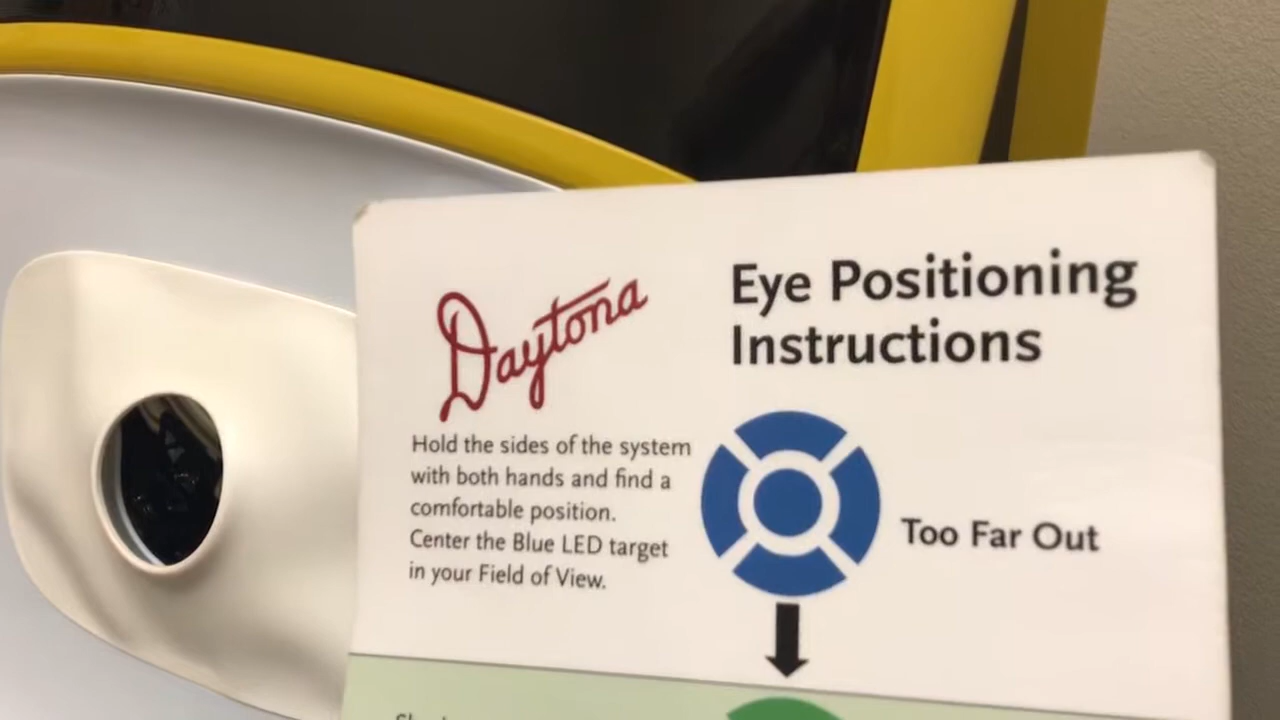 Daytona
Eye Positioning
Instructions
Hold the sides of the system
with both hands and find a
comfortable position.
Center the Blue LED target
in your Field of View.
Too Far Out